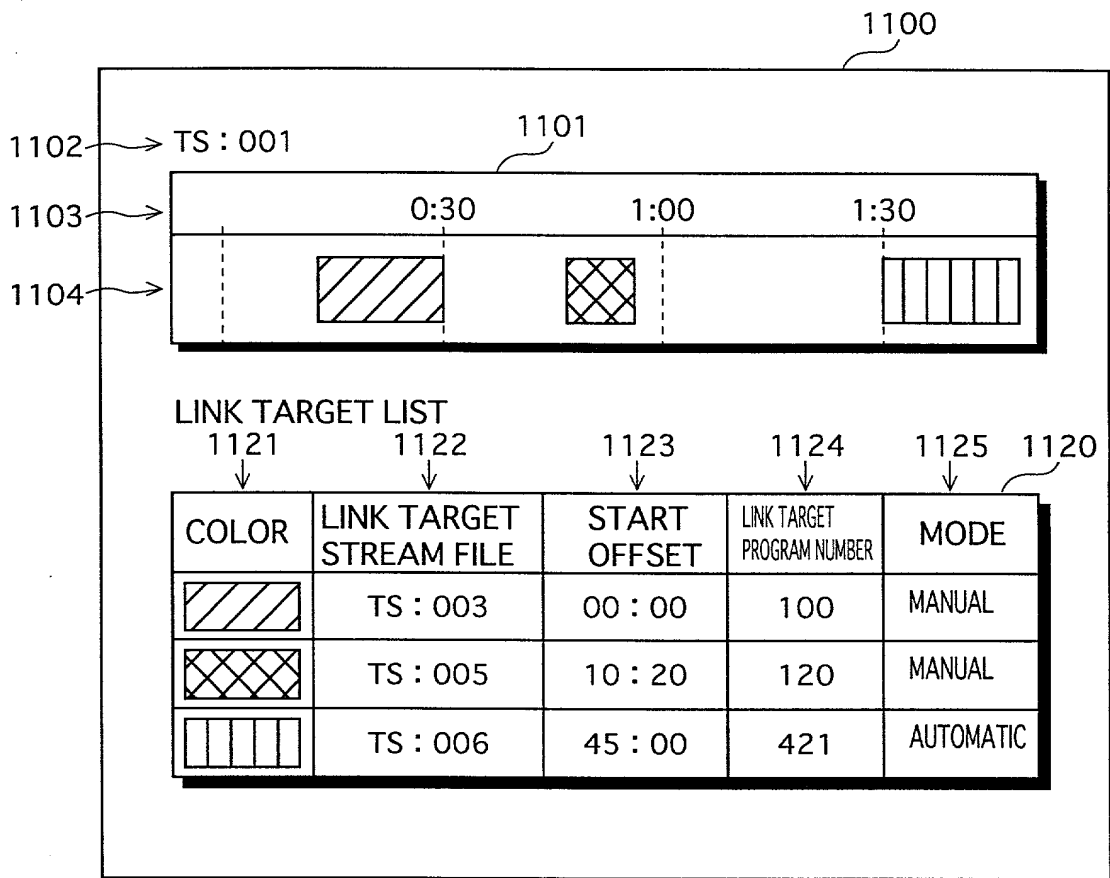 1100
1101
1102 TS : 001
1103 0:30 1:00 1:30
1104
LINK TARGET LIST
1121 1122 1123 1124 1125 1120
COLOR LINK TARGET STREAM FILE START OFFSET LINK TARGET PROGRAM NUMBER MODE
TS : 003 00 : 00 100 MANUAL
TS : 005 10 : 20 120 MANUAL
TS : 006 45 : 00 421 AUTOMATIC